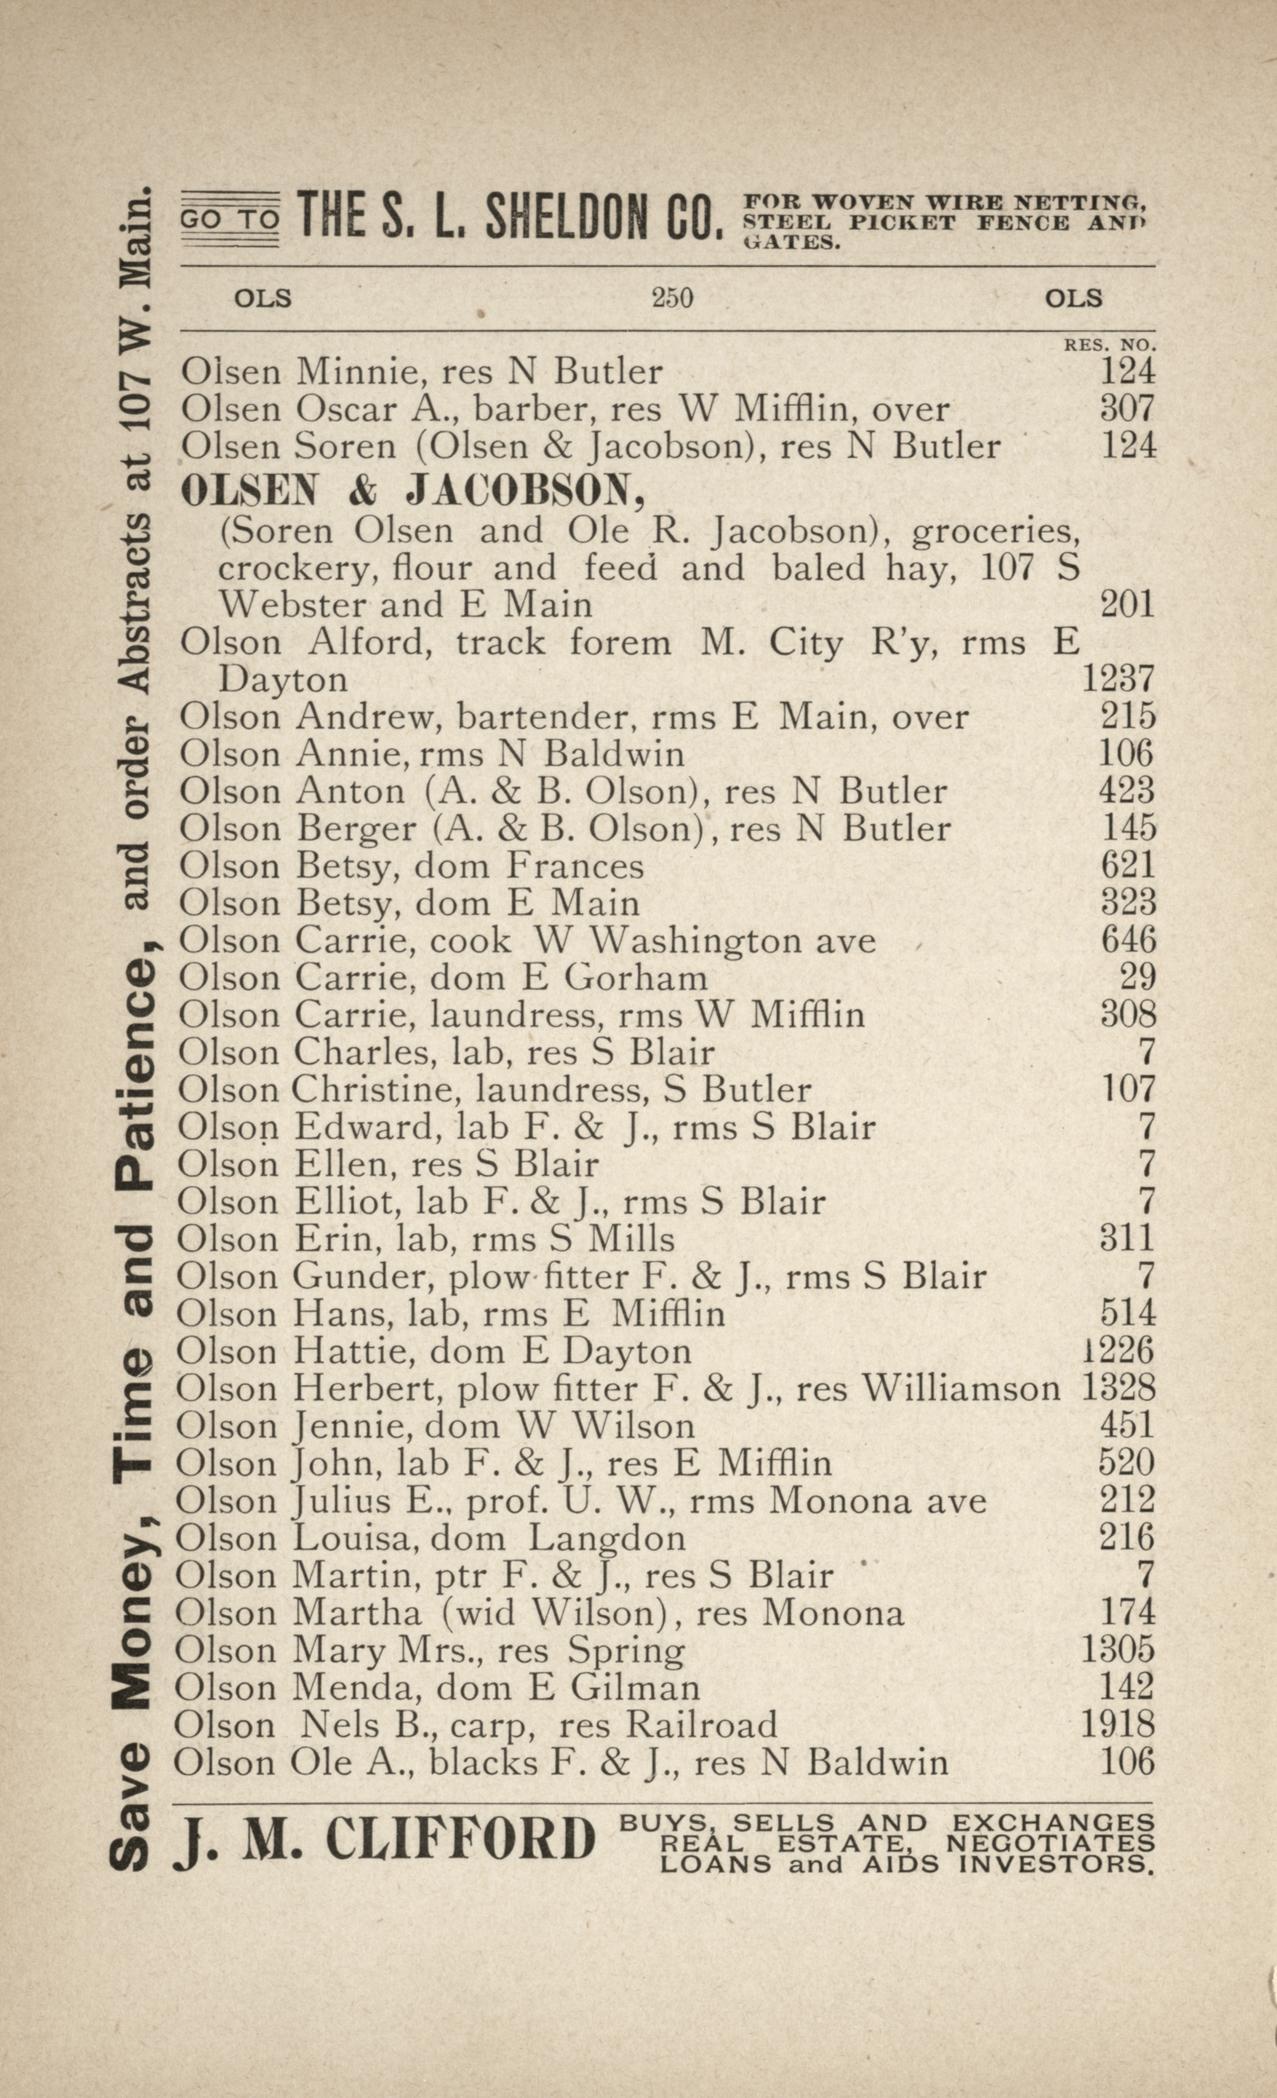 GO TO THE S. L. SHELDON CO. FOR WOVEN WIRE NETTING,
STEEL PICKET FENCE AND
GATES.
OLS 250 OLS
RES. NO.
Olsen Minnie, res N Butler 124
Olsen Oscar A., barber, res W Mifflin, over 307
Olsen Soren (Olsen & Jacobson), res N Butler 124
OLSEN & JACOBSON,
(Soren Olsen and Ole R. Jacobson), groceries,
crockery, flour and feed and baled hay, 107 S
Webster and E Main 201
Olson Alford, track forem M. City R'y, rms E
Dayton 1237
Olson Andrew, bartender, rms E Main, over 215
Olson Annie, rms N Baldwin 106
Olson Anton (A. & B. Olson), res N Butler 423
Olson Berger (A. & B. Olson), res N Butler 145
Olson Betsy, dom Frances 621
Olson Betsy, dom E Main 323
Olson Carrie, cook W Washington ave 646
Olson Carrie, dom E Gorham 29
Olson Carrie, laundress, rms W Mifflin 308
Olson Charles, lab, res S Blair 7
Olson Christine, laundress, S Butler 107
Olson Edward, lab F. & J., rms S Blair 7
Olson Ellen, res S Blair 7
Olson Elliot, lab F. & J., rms S Blair 7
Olson Erin, lab, rms S Mills 311
Olson Gunder, plow fitter F. & J., rms S Blair 7
Olson Hans, lab, rms E Mifflin 514
Olson Hattie, dom E Dayton 1226
Olson Herbert, plow fitter F. & J., res Williamson 1328
Olson Jennie, dom W Wilson 451
Olson John, lab F. & J., res E Mifflin 520
Olson Julius E., prof. U. W., rms Monona ave 212
Olson Louisa, dom Langdon 216
Olson Martin, ptr F. & J., res S Blair 7
Olson Martha (wid Wilson), res Monona 174
Olson Mary Mrs., res Spring 1305
Olson Menda, dom E Gilman 142
Olson Nels B., carp, res Railroad 1918
Olson Ole A., blacks F. & J., res N Baldwin 106
J. M. CLIFFORD BUYS, SELLS AND EXCHANGES
REAL ESTATE, NEGOTIATES
LOANS and AIDS INVESTORS.
Save Money, Time and Patience, and order Abstracts at 107 W. Main.